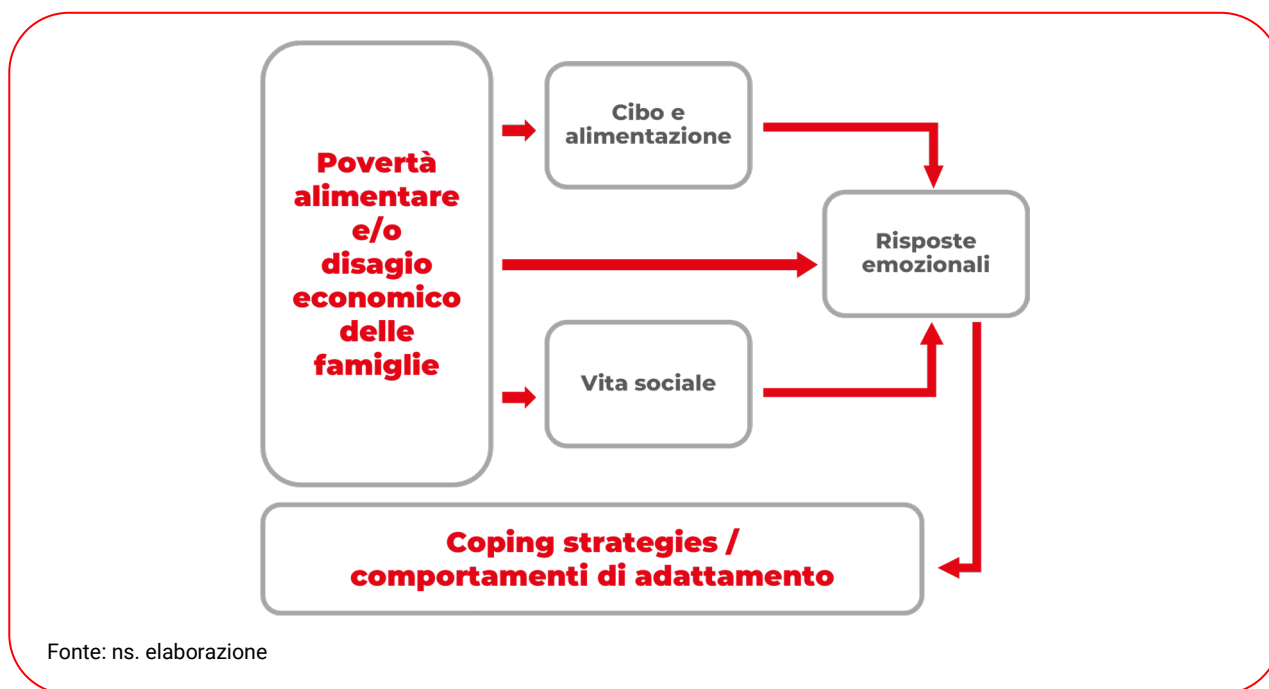 Povertà
alimentare
e/o
disagio
economico
delle
famiglie
Cibo e
alimentazione
Risposte
emozionali
Vita sociale
Coping strategies /
comportamenti di adattamento
Fonte: ns. elaborazione